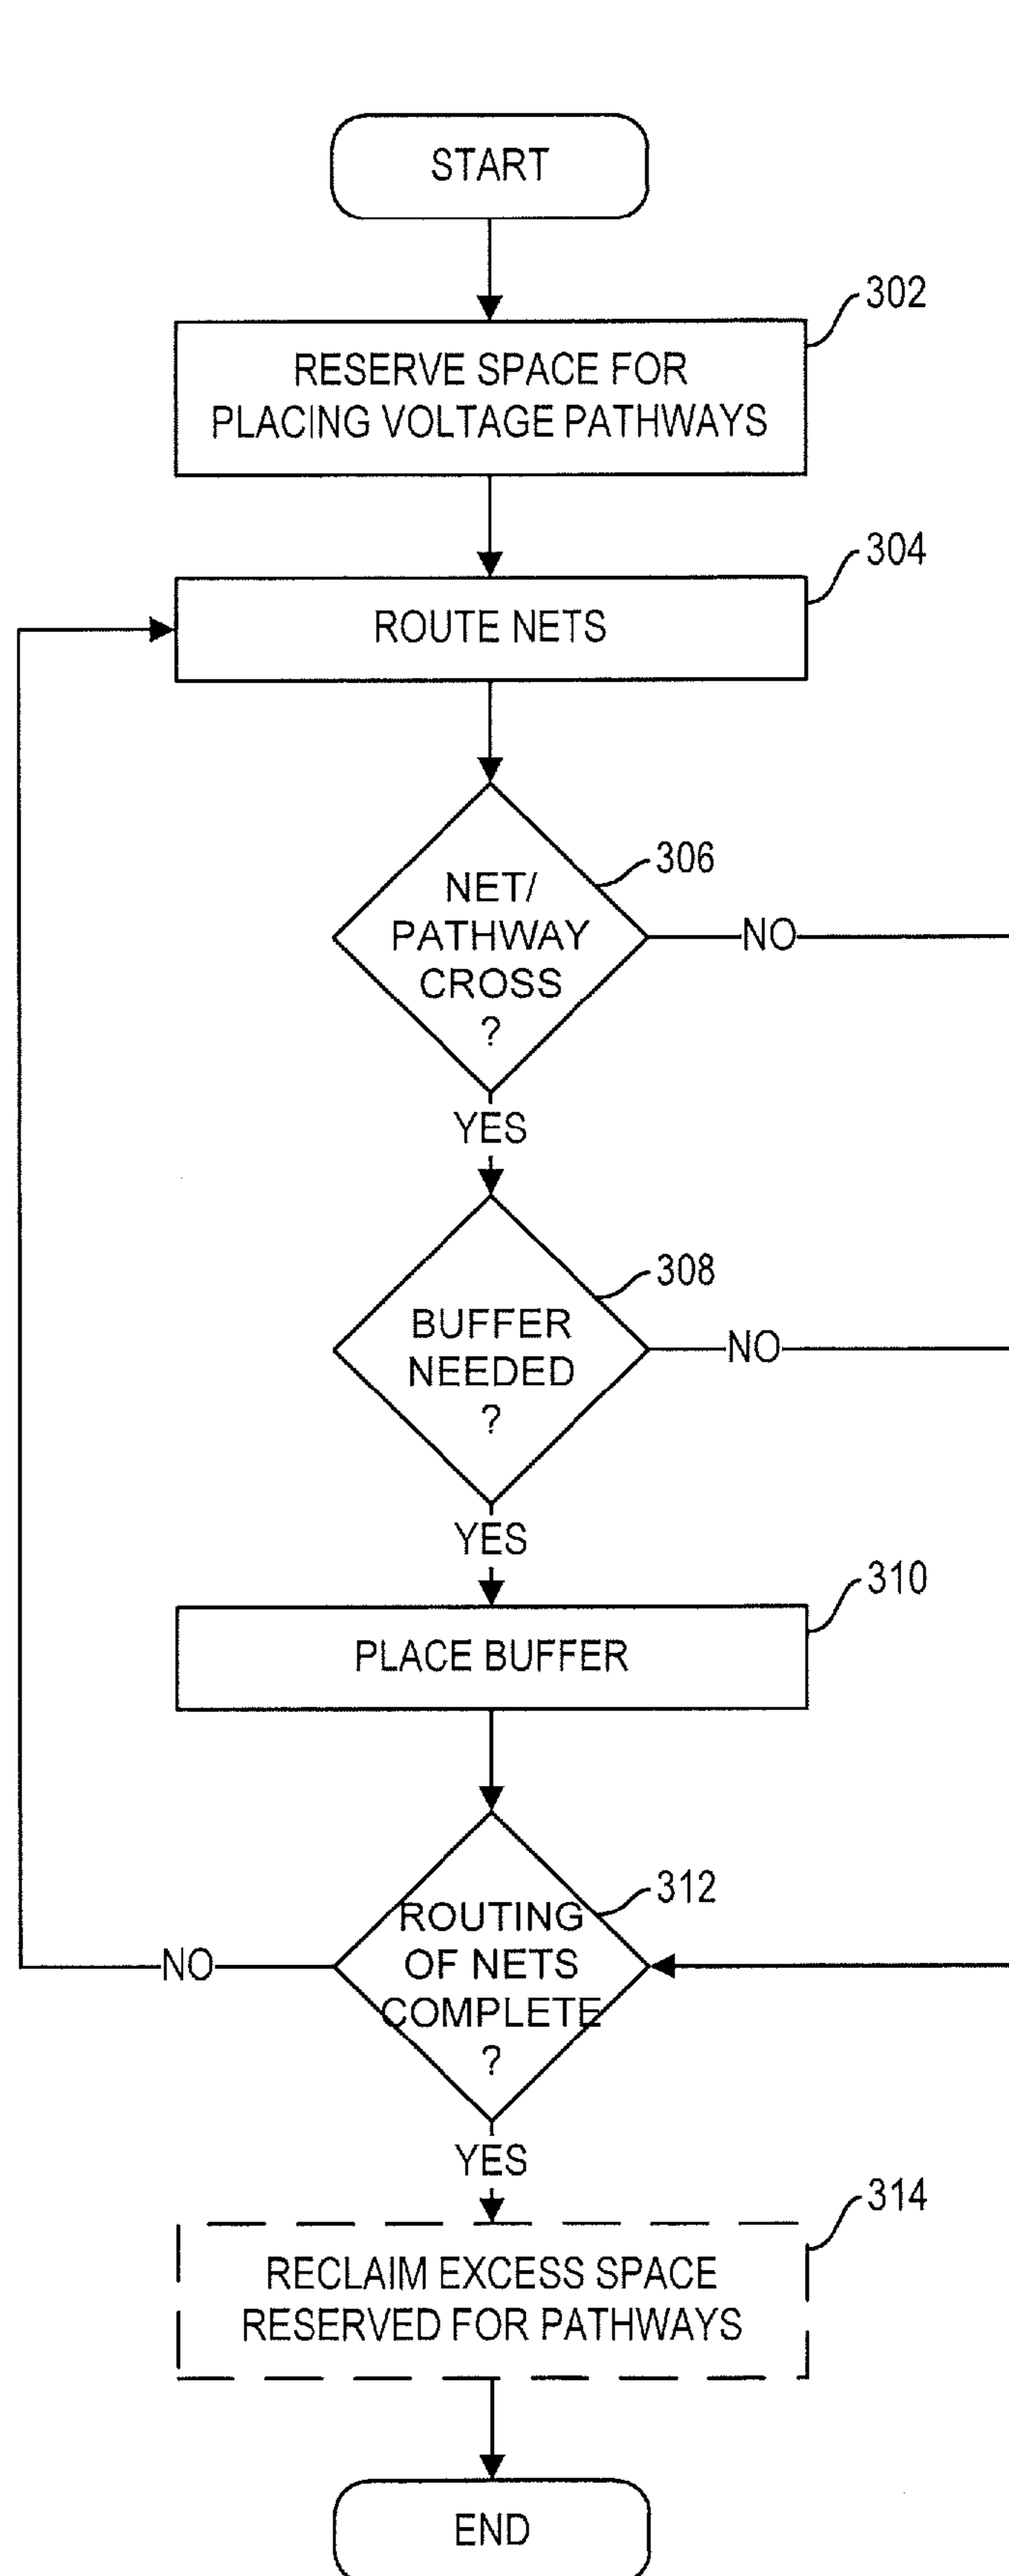 START
302
RESERVE SPACE FOR
PLACING VOLTAGE PATHWAYS
304
ROUTE NETS
306
NET/
PATHWAY
CROSS
?
NO
YES
308
BUFFER
NEEDED
?
NO
YES
310
PLACE BUFFER
312
ROUTING
OF NETS
COMPLETE
?
NO
YES
314
RECLAIM EXCESS SPACE
RESERVED FOR PATHWAYS
END